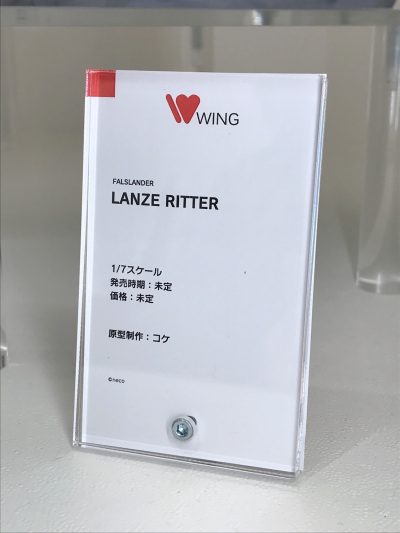 WING
FALSLANDER
LANZE RITTER
1/7スケール
発売時期：未定
価格：未定
原型制作：コケ
©neco